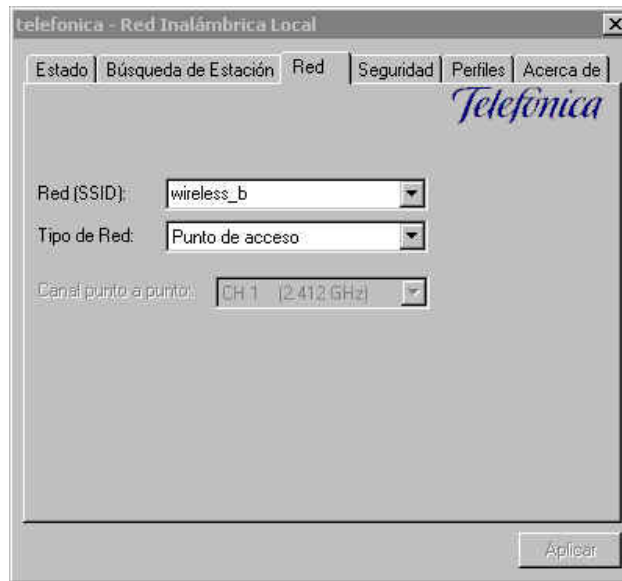 telefonica - Red Inalámbrica Local
Estado Búsqueda de Estación Red Seguridad Perfiles Acerca de
Telefónica
Red (SSID): wireless_b
Tipo de Red: Punto de acceso
Canal punto a punto: CH 1 (2.412 GHz)
Aplicar